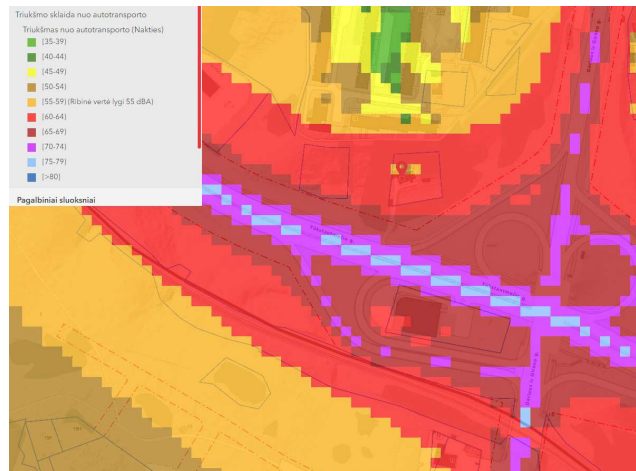 Triukšmo sklaida nuo autotransporto
Triukšmas nuo autotransporto (Nakties)
[35-39)
[40-44)
[45-49)
[50-54)
[55-59) (Ribinė vertė lygi 55 dBA)
[60-64)
[65-69)
[70-74)
[75-79)
[>80)
Pagalbiniai sluoksniai